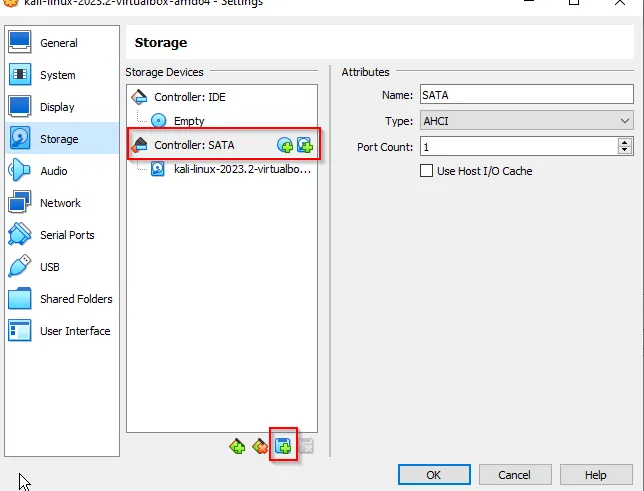 kali-linux-2023.2-virtualbox-amd64 - Settings
General
System
Display
Storage
Audio
Network
Serial Ports
USB
Shared Folders
User Interface
Storage
Storage Devices
Controller: IDE
Empty
Controller: SATA
kali-linux-2023.2-virtualbo...
Attributes
Name: SATA
Type: AHCI
Port Count: 1
Use Host I/O Cache
OK
Cancel
Help